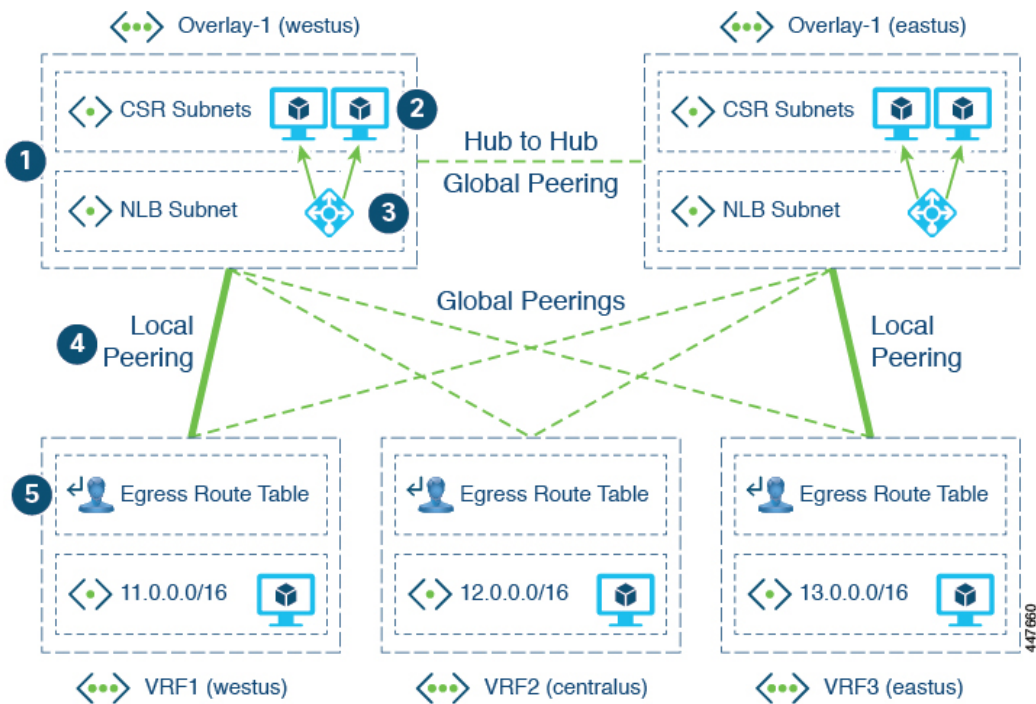 Overlay-1 (westus)
Overlay-1 (eastus)
1
CSR Subnets
2
NLB Subnet
3
Hub to Hub
Global Peering
CSR Subnets
NLB Subnet
Global Peerings
4
Local
Peering
Local
Peering
5
Egress Route Table
11.0.0.0/16
Egress Route Table
12.0.0.0/16
Egress Route Table
13.0.0.0/16
VRF1 (westus)
VRF2 (centralus)
VRF3 (eastus)
447660